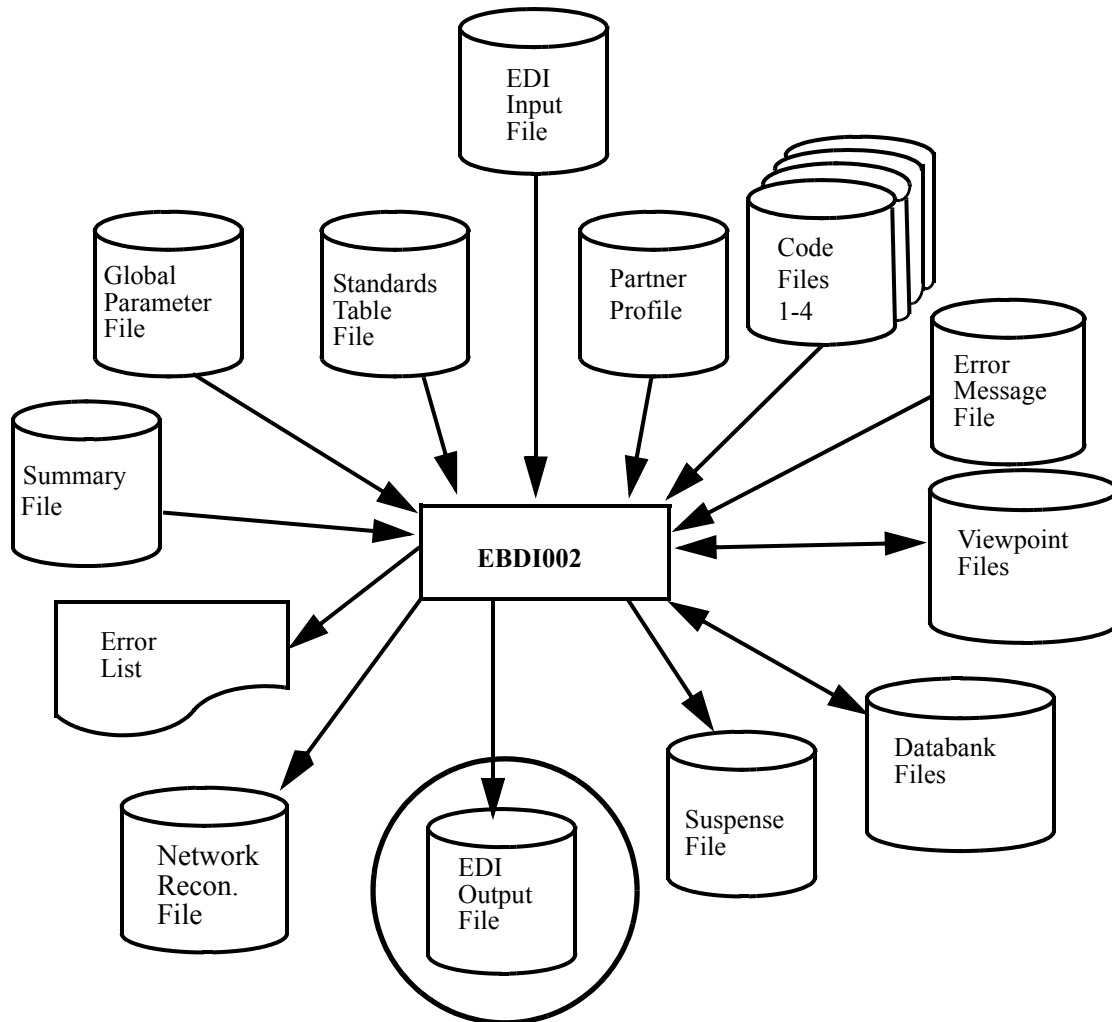 EDI
Input
File
Code
Files
1-4
Global
Parameter
File
Standards
Table
File
Partner
Profile
Error
Message
File
Summary
File
EBDI002
Viewpoint
Files
Error
List
Databank
Files
Suspense
File
Network
Recon.
File
EDI
Output
File